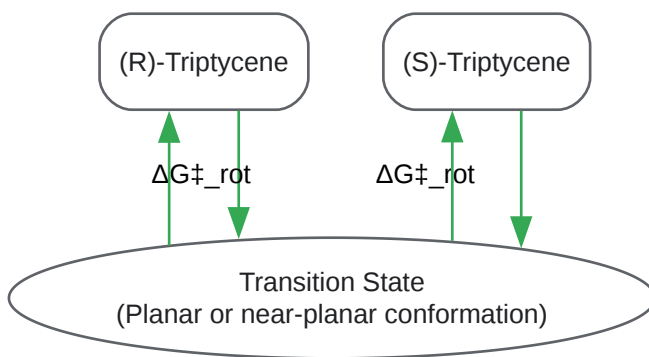 (R)-Triptycene
(S)-Triptycene
ΔG‡_rot
ΔG‡_rot
Transition State
(Planar or near-planar conformation)